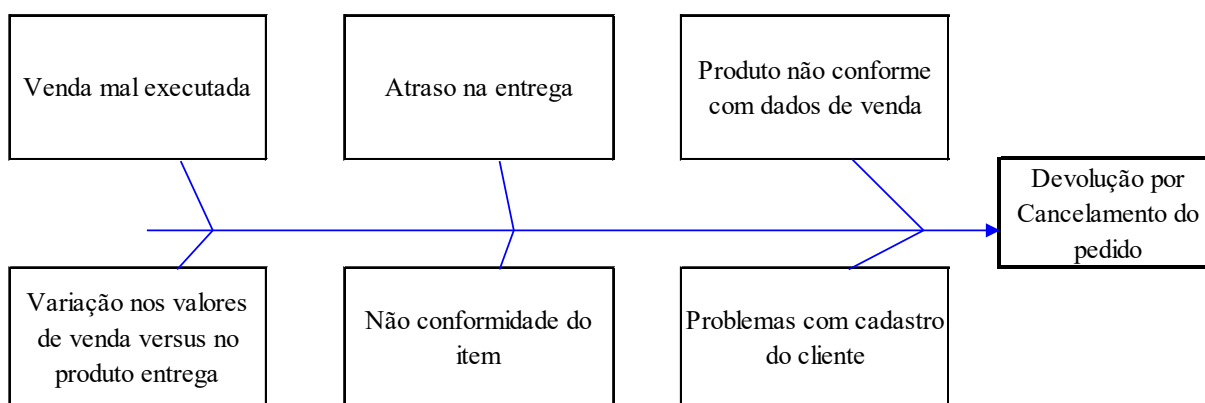 Venda mal executada
Atraso na entrega
Produto não conforme
com dados de venda
Devolução por
Cancelamento do
pedido
Variação nos valores
de venda versus no
produto entrega
Não conformidade do
item
Problemas com cadastro
do cliente